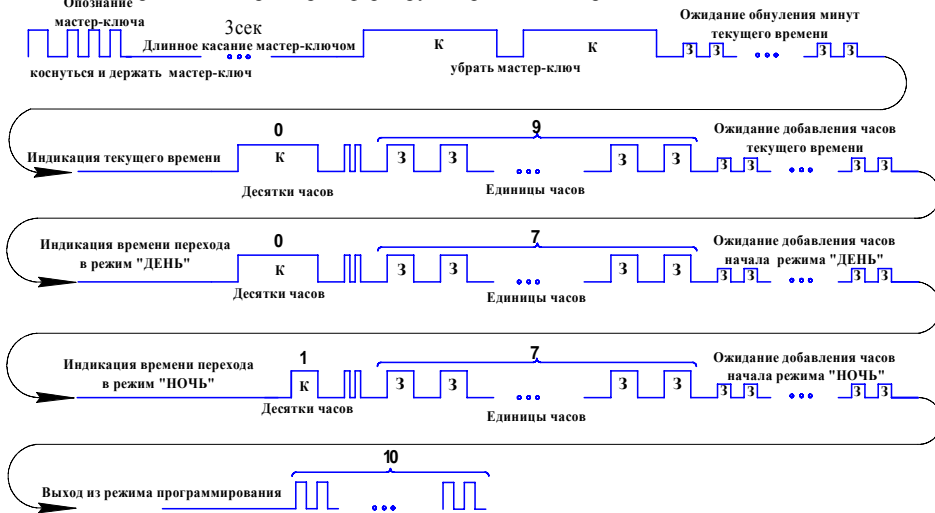 Опознание
мастер-ключа
3сек
Длинное касание мастер-ключом
коснуться и держать мастер-ключ
К
убрать мастер-ключ
К
Ожидание обнуления минут
текущего времени
З З З З
Индикация текущего времени
0
К
Десятки часов
9
З З З З
Единицы часов
Ожидание добавления часов
текущего времени
З З З З
Индикация времени перехода
в режим "ДЕНЬ"
0
К
Десятки часов
7
З З З З
Единицы часов
Ожидание добавления часов
начала режима "ДЕНЬ"
З З З З
Индикация времени перехода
в режим "НОЧЬ"
1
К
Десятки часов
7
З З З З
Единицы часов
Ожидание добавления часов
начала режима "НОЧЬ"
З З З З
Выход из режима программирования
10